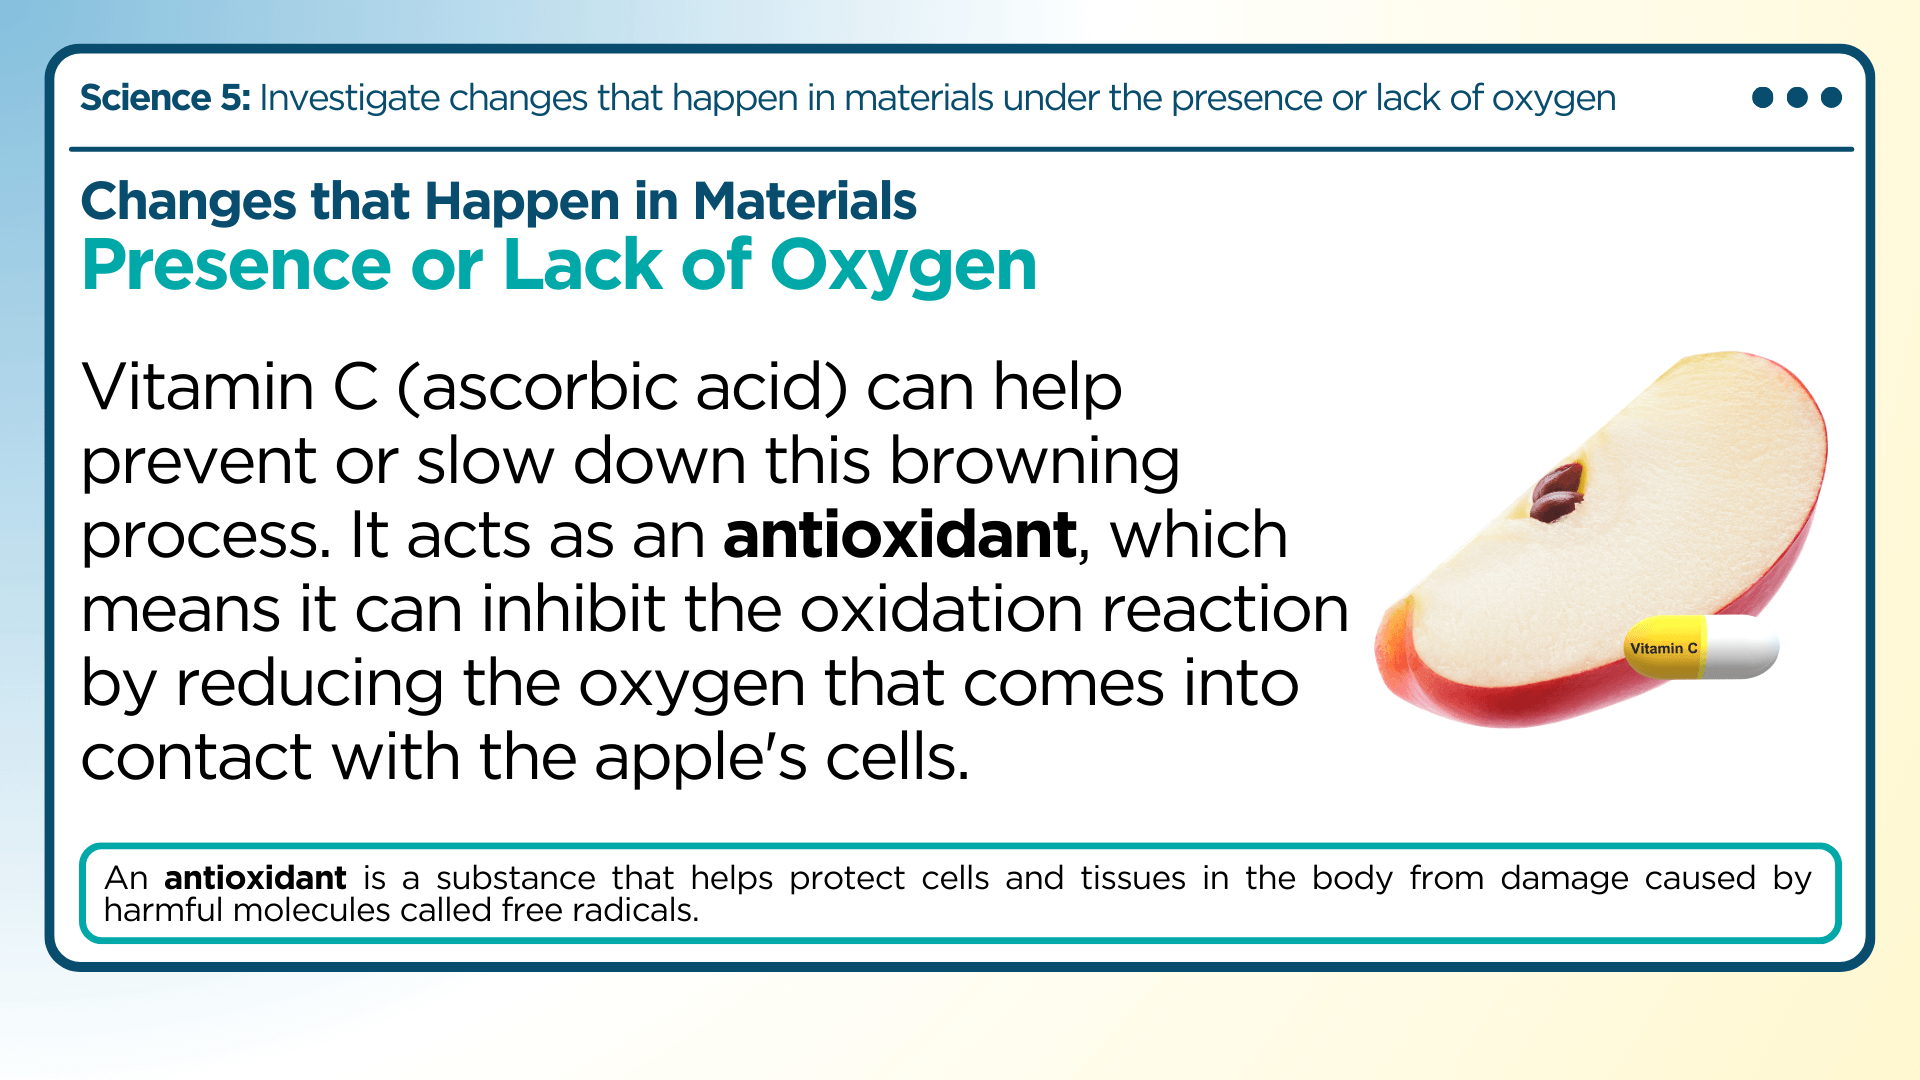 Science 5: Investigate changes that happen in materials under the presence or lack of oxygen
Changes that Happen in Materials
Presence or Lack of Oxygen
Vitamin C (ascorbic acid) can help
prevent or slow down this browning
process. It acts as an antioxidant, which
means it can inhibit the oxidation reaction
by reducing the oxygen that comes into
contact with the apple's cells.
Vitamin C
An antioxidant is a substance that helps protect cells and tissues in the body from damage caused by
harmful molecules called free radicals.